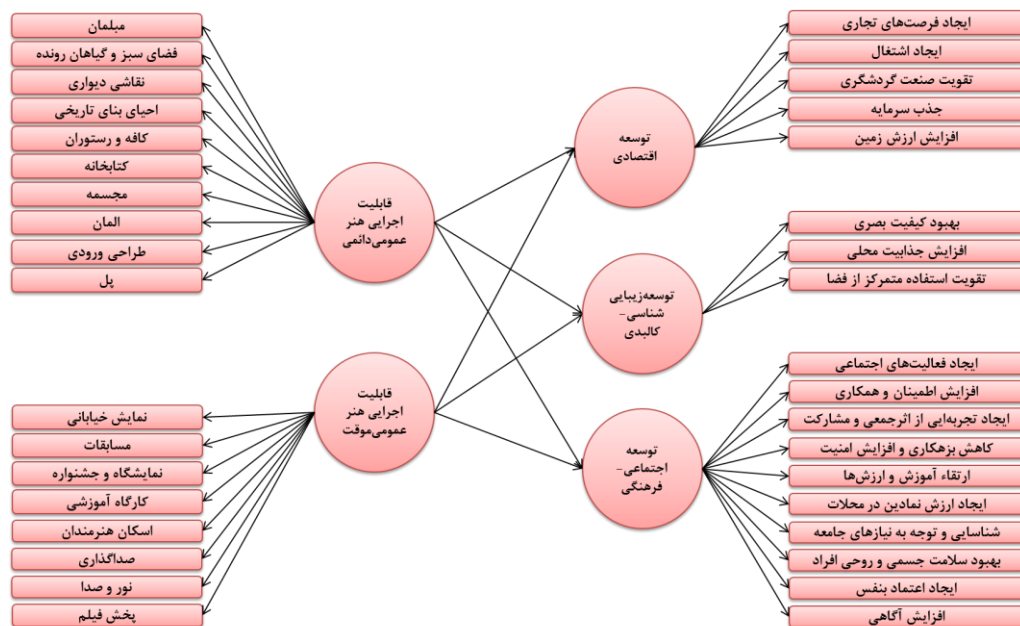 ایجاد فرصت‌های تجاری
ایجاد اشتغال
تقویت صنعت گردشگری
جذب سرمایه
افزایش ارزش زمین
توسعه
اقتصادی
بهبود کیفیت بصری
افزایش جذابیت محلی
تقویت استفاده متمرکز از فضا
توسعه‌زیبایی
شناسی-
کالبدی
ایجاد فعالیت‌های اجتماعی
افزایش اطمینان و همکاری
ایجاد تجربه‌ایی از اثرجمعی و مشارکت
کاهش بزهکاری و افزایش امنیت
ارتقاء آموزش و ارزش‌ها
ایجاد ارزش نمادین در محلات
شناسایی و توجه به نیازهای جامعه
بهبود سلامت جسمی و روحی افراد
ایجاد اعتماد بنفس
افزایش آگاهی
توسعه
اجتماعی-
فرهنگی
قابلیت
اجرایی هنر
عمومی‌دائمی
مبلمان
فضای سبز و گیاهان رونده
نقاشی دیواری
احیای بنای تاریخی
کافه و رستوران
کتابخانه
مجسمه
المان
طراحی ورودی
پل
قابلیت
اجرایی هنر
عمومی‌موقت
نمایش خیابانی
مسابقات
نمایشگاه و جشنواره
کارگاه آموزشی
اسکان هنرمندان
صداگذاری
نور و صدا
پخش فیلم